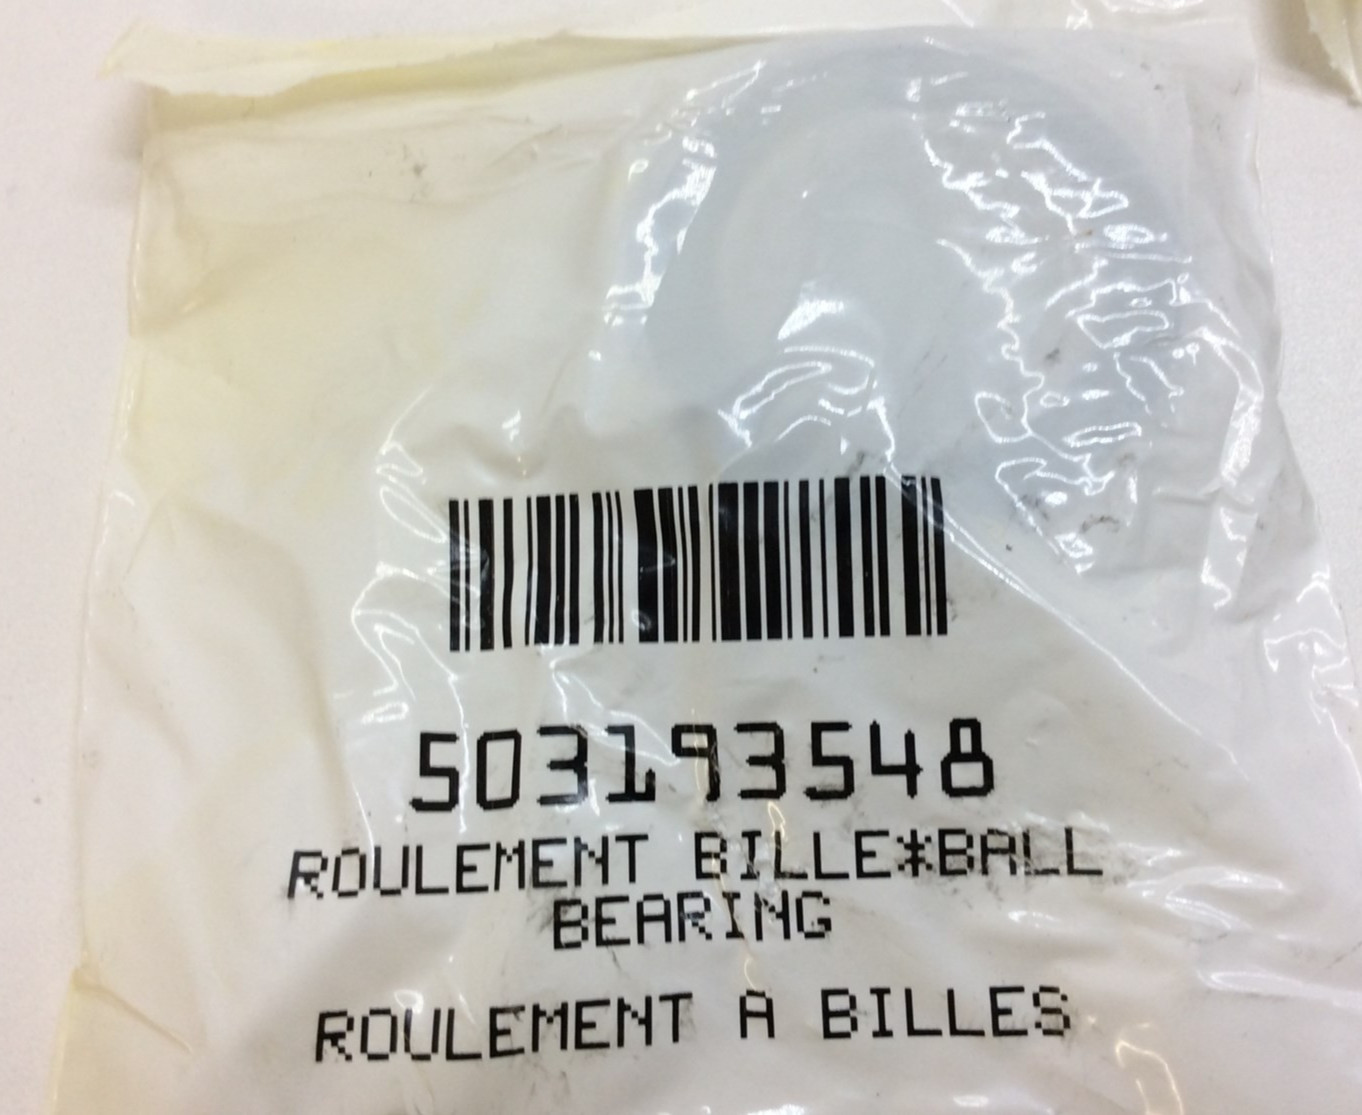 503193548
ROULEMENT BILLE*BALL
BEARING
ROULEMENT A BILLES